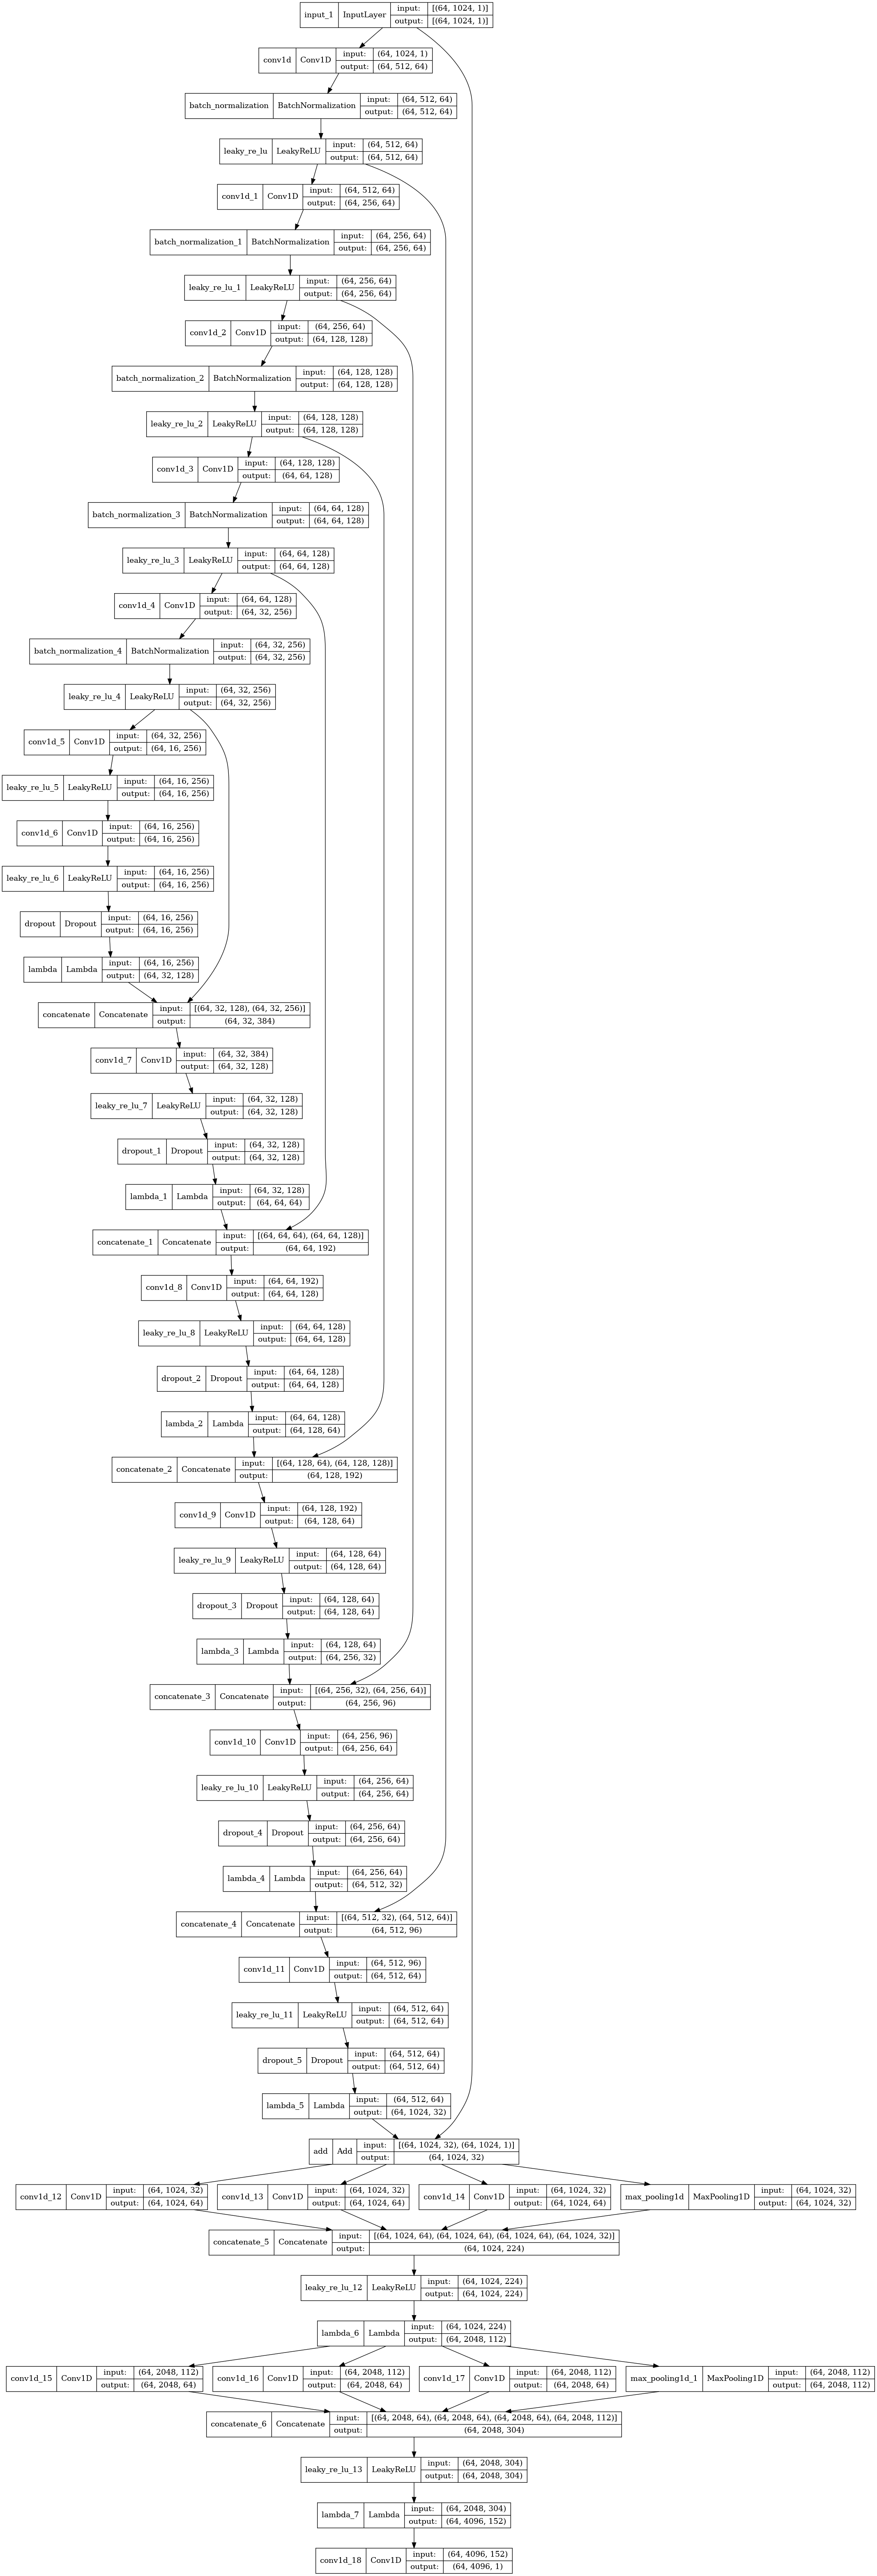 input_1 InputLayer input: [(64, 1024, 1)]
output: [(64, 1024, 1)]
conv1d Conv1D input: (64, 1024, 1)
output: (64, 512, 64)
batch_normalization BatchNormalization input: (64, 512, 64)
output: (64, 512, 64)
leaky_re_lu LeakyReLU input: (64, 512, 64)
output: (64, 512, 64)
conv1d_1 Conv1D input: (64, 512, 64)
output: (64, 256, 64)
batch_normalization_1 BatchNormalization input: (64, 256, 64)
output: (64, 256, 64)
leaky_re_lu_1 LeakyReLU input: (64, 256, 64)
output: (64, 256, 64)
conv1d_2 Conv1D input: (64, 256, 64)
output: (64, 128, 128)
batch_normalization_2 BatchNormalization input: (64, 128, 128)
output: (64, 128, 128)
leaky_re_lu_2 LeakyReLU input: (64, 128, 128)
output: (64, 128, 128)
conv1d_3 Conv1D input: (64, 128, 128)
output: (64, 64, 128)
batch_normalization_3 BatchNormalization input: (64, 64, 128)
output: (64, 64, 128)
leaky_re_lu_3 LeakyReLU input: (64, 64, 128)
output: (64, 64, 128)
conv1d_4 Conv1D input: (64, 64, 128)
output: (64, 32, 256)
batch_normalization_4 BatchNormalization input: (64, 32, 256)
output: (64, 32, 256)
leaky_re_lu_4 LeakyReLU input: (64, 32, 256)
output: (64, 32, 256)
conv1d_5 Conv1D input: (64, 32, 256)
output: (64, 16, 256)
leaky_re_lu_5 LeakyReLU input: (64, 16, 256)
output: (64, 16, 256)
conv1d_6 Conv1D input: (64, 16, 256)
output: (64, 16, 256)
leaky_re_lu_6 LeakyReLU input: (64, 16, 256)
output: (64, 16, 256)
dropout Dropout input: (64, 16, 256)
output: (64, 16, 256)
lambda Lambda input: (64, 16, 256)
output: (64, 32, 128)
concatenate Concatenate input: [(64, 32, 128), (64, 32, 256)]
output: (64, 32, 384)
conv1d_7 Conv1D input: (64, 32, 384)
output: (64, 32, 128)
leaky_re_lu_7 LeakyReLU input: (64, 32, 128)
output: (64, 32, 128)
dropout_1 Dropout input: (64, 32, 128)
output: (64, 32, 128)
lambda_1 Lambda input: (64, 32, 128)
output: (64, 64, 64)
concatenate_1 Concatenate input: [(64, 64, 64), (64, 64, 128)]
output: (64, 64, 192)
conv1d_8 Conv1D input: (64, 64, 192)
output: (64, 64, 128)
leaky_re_lu_8 LeakyReLU input: (64, 64, 128)
output: (64, 64, 128)
dropout_2 Dropout input: (64, 64, 128)
output: (64, 64, 128)
lambda_2 Lambda input: (64, 64, 128)
output: (64, 128, 64)
concatenate_2 Concatenate input: [(64, 128, 64), (64, 128, 128)]
output: (64, 128, 192)
conv1d_9 Conv1D input: (64, 128, 192)
output: (64, 128, 64)
leaky_re_lu_9 LeakyReLU input: (64, 128, 64)
output: (64, 128, 64)
dropout_3 Dropout input: (64, 128, 64)
output: (64, 128, 64)
lambda_3 Lambda input: (64, 128, 64)
output: (64, 256, 32)
concatenate_3 Concatenate input: [(64, 256, 32), (64, 256, 64)]
output: (64, 256, 96)
conv1d_10 Conv1D input: (64, 256, 96)
output: (64, 256, 64)
leaky_re_lu_10 LeakyReLU input: (64, 256, 64)
output: (64, 256, 64)
dropout_4 Dropout input: (64, 256, 64)
output: (64, 256, 64)
lambda_4 Lambda input: (64, 256, 64)
output: (64, 512, 32)
concatenate_4 Concatenate input: [(64, 512, 32), (64, 512, 64)]
output: (64, 512, 96)
conv1d_11 Conv1D input: (64, 512, 96)
output: (64, 512, 64)
leaky_re_lu_11 LeakyReLU input: (64, 512, 64)
output: (64, 512, 64)
dropout_5 Dropout input: (64, 512, 64)
output: (64, 512, 64)
lambda_5 Lambda input: (64, 512, 64)
output: (64, 1024, 32)
add Add input: [(64, 1024, 32), (64, 1024, 1)]
output: (64, 1024, 32)
conv1d_12 Conv1D input: (64, 1024, 32)
output: (64, 1024, 64)
conv1d_13 Conv1D input: (64, 1024, 32)
output: (64, 1024, 64)
conv1d_14 Conv1D input: (64, 1024, 32)
output: (64, 1024, 64)
max_pooling1d MaxPooling1D input: (64, 1024, 32)
output: (64, 1024, 32)
concatenate_5 Concatenate input: [(64, 1024, 64), (64, 1024, 64), (64, 1024, 64), (64, 1024, 32)]
output: (64, 1024, 224)
leaky_re_lu_12 LeakyReLU input: (64, 1024, 224)
output: (64, 1024, 224)
lambda_6 Lambda input: (64, 1024, 224)
output: (64, 2048, 112)
conv1d_15 Conv1D input: (64, 2048, 112)
output: (64, 2048, 64)
conv1d_16 Conv1D input: (64, 2048, 112)
output: (64, 2048, 64)
conv1d_17 Conv1D input: (64, 2048, 112)
output: (64, 2048, 64)
max_pooling1d_1 MaxPooling1D input: (64, 2048, 112)
output: (64, 2048, 112)
concatenate_6 Concatenate input: [(64, 2048, 64), (64, 2048, 64), (64, 2048, 64), (64, 2048, 112)]
output: (64, 2048, 304)
leaky_re_lu_13 LeakyReLU input: (64, 2048, 304)
output: (64, 2048, 304)
lambda_7 Lambda input: (64, 2048, 304)
output: (64, 4096, 152)
conv1d_18 Conv1D input: (64, 4096, 152)
output: (64, 4096, 1)